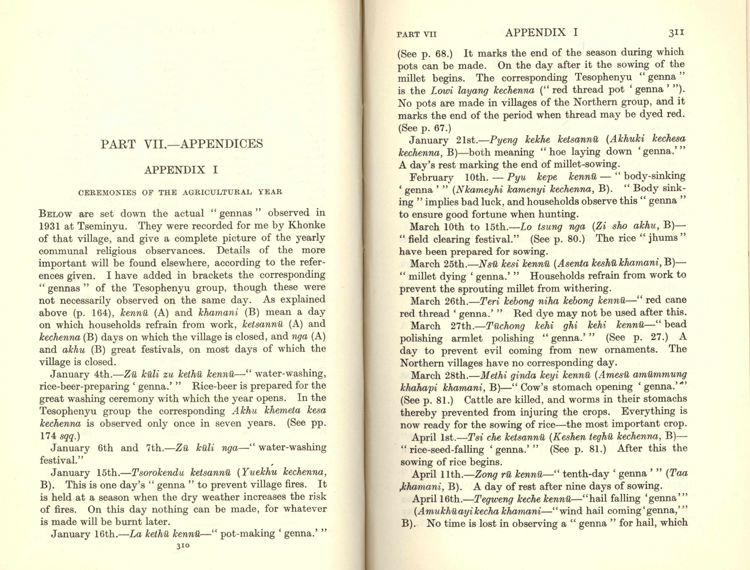 PART VII.—APPENDICES
APPENDIX I
CEREMONIES OF THE AGRICULTURAL YEAR
BELOW are set down the actual “gennas” observed in
1931 at Tseminyu. They were recorded for me by Khonke
of that village, and give a complete picture of the yearly
communal religious observances. Details of the more
important will be found elsewhere, according to the refer-
ences given. I have added in brackets the corresponding
“gennas” of the Tesophenyu group, though these were
not necessarily observed on the same day. As explained
above (p. 164), kennü (A) and khamani (B) mean a day
on which households refrain from work, ketsannü (A) and
kechenna (B) days on which the village is closed, and nga (A)
and akhu (B) great festivals, on most days of which the
village is closed.
January 4th.—Zü küli zu kethü kennü—“water-washing,
rice-beer-preparing ‘genna.’” Rice-beer is prepared for the
great washing ceremony with which the year opens. In the
Tesophenyu group the corresponding Akhu khemeta kesa
kechenna is observed only once in seven years. (See pp.
174 sqq.)
January 6th and 7th.—Zü küli nga—“water-washing
festival.”
January 15th.—Tsorokendu ketsannü (Yuekhu kechenna,
B). This is one day’s “genna” to prevent village fires. It
is held at a season when the dry weather increases the risk
of fires. On this day nothing can be made, for whatever
is made will be burnt later.
January 16th.—La kethü kennü—“pot-making ‘genna.’”
310
PART VII APPENDIX I 311
(See p. 68.) It marks the end of the season during which
pots can be made. On the day after it the sowing of the
millet begins. The corresponding Tesophenyu “genna”
is the Lowi layang kechenna (“red thread pot ‘genna’”).
No pots are made in villages of the Northern group, and it
marks the end of the period when thread may be dyed red.
(See p. 67.)
January 21st.—Pyeng kekhe ketsannü (Akhuki kechesa
kechenna, B)—both meaning “hoe laying down ‘genna.’”
A day’s rest marking the end of millet-sowing.
February 10th.—Pyu kepe kennü—“body-sinking
‘genna’” (Nkameyhi kamenyi kechenna, B). “Body sink-
ing” implies bad luck, and households observe this “genna”
to ensure good fortune when hunting.
March 10th to 15th.—Lo tsung nga (Zi sho akhu, B)—
“field clearing festival.” (See p. 80.) The rice “jhums”
have been prepared for sowing.
March 25th.—Nsü kesi kennü (Asenta keshü khamani, B)—
“millet dying ‘genna.’” Households refrain from work to
prevent the sprouting millet from withering.
March 26th.—Teri kebong niha kebong kennü—“red cane
red thread ‘genna.’” Red dye may not be used after this.
March 27th.—Tüchong kehi ghi kehi kennü—“bead
polishing armlet polishing “genna.’” (See p. 27.) A
day to prevent evil coming from new ornaments. The
Northern villages have no corresponding day.
March 28th.—Methi ginda keyi kennü (Amesü amümmung
khahapi khamani, B)—“Cow’s stomach opening ‘genna.’”
(See p. 81.) Cattle are killed, and worms in their stomachs
thereby prevented from injuring the crops. Everything is
now ready for the sowing of rice—the most important crop.
April 1st.—Tsi che ketsannü (Keshen teghü kechenna, B)—
“rice-seed-falling ‘genna.’” (See p. 81.) After this the
sowing of rice begins.
April 11th.—Zong rü kennü—“tenth-day ‘genna’” (Taa
khamani, B). A day of rest after nine days of sowing.
April 16th.—Tegweng keche kennü—“hail falling ‘genna’”
(Amukhüayi kecha khamani—“wind hail coming ‘genna,’”
B). No time is lost in observing a “genna” for hail, which